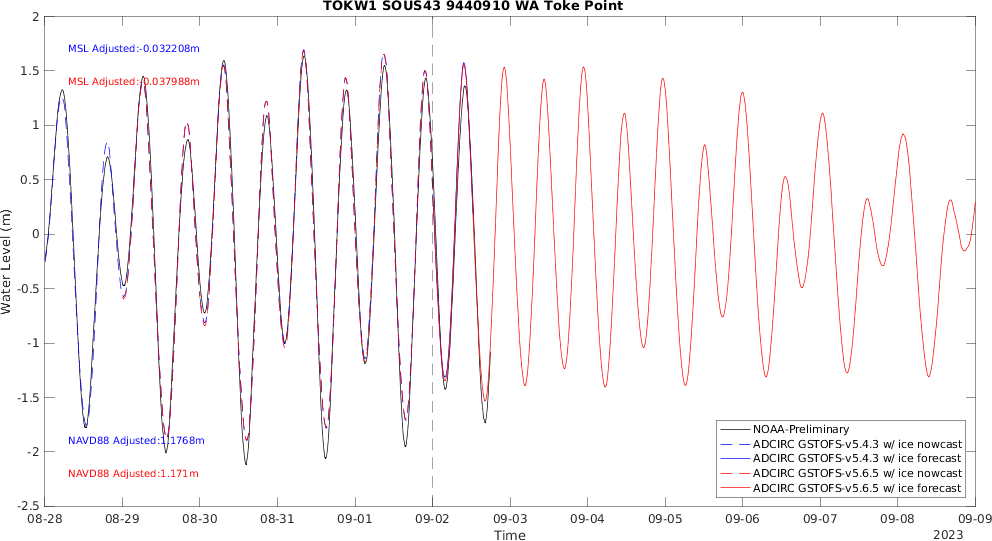 TOKW1 SOUS43 9440910 WA Toke Point
2
1.5
1
0.5
0
-0.5
-1
-1.5
-2
-2.5
Water Level (m)
MSL Adjusted:-0.032208m
MSL Adjusted:-0.037988m
NAVD88 Adjusted:1.1768m
NAVD88 Adjusted:1.171m
NOAA-Preliminary
ADCIRC GSTOFS-v5.4.3 w/ ice nowcast
ADCIRC GSTOFS-v5.4.3 w/ ice forecast
ADCIRC GSTOFS-v5.6.5 w/ ice nowcast
ADCIRC GSTOFS-v5.6.5 w/ ice forecast
08-28 08-29 08-30 08-31 09-01 09-02 09-03 09-04 09-05 09-06 09-07 09-08 09-09
Time
2023